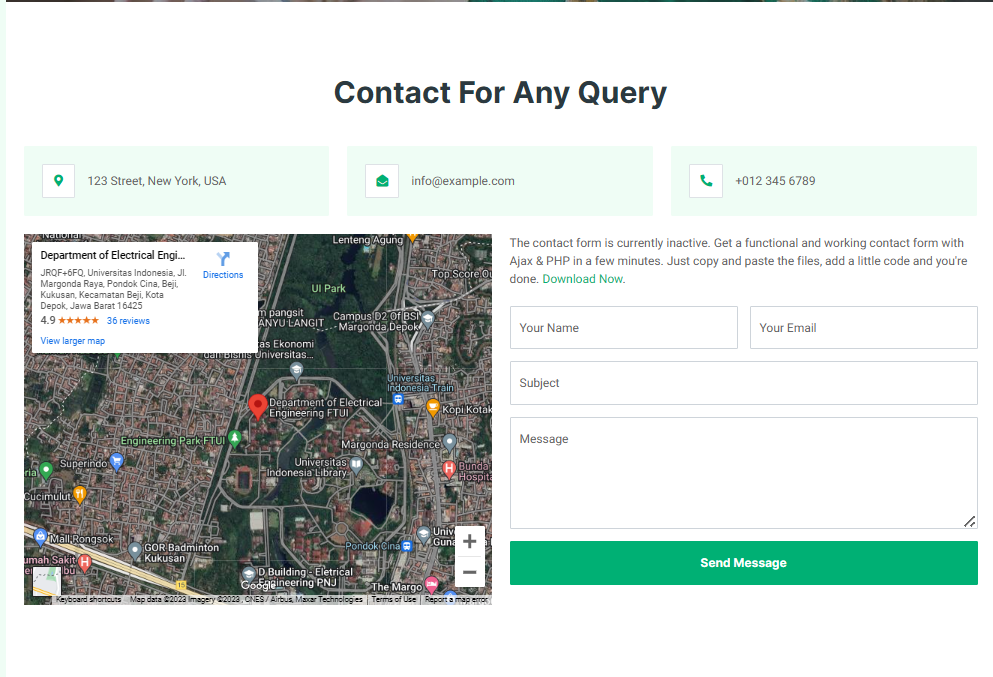 Contact For Any Query
123 Street, New York, USA
info@example.com
+012 345 6789
National
Lenteng Agung
Department of Electrical Engi...
JRQF+6FQ, Universitas Indonesia, Jl.
Margonda Raya, Pondok Cina, Beji,
Kukusan, Kecamatan Beji, Kota
Depok, Jawa Barat 16425
4.9
36 reviews
View larger map
Directions
Top Score Ou
UI Park
m pangsit
ANYU LANGIT
Campus D2 Of BSI
Margonda Depok
tas Ekonomi
dan Bisnis Universitas...
Universitas
Indonesia Train
Department of Electrical
Engineering FTUI
Kopi Kotak
Engineering Park FTUI
Margonda Residence
Superindo
Universitas
Indonesia Library
Bunda
Hospita
ria
Cucimulut
Mall Rongsok
GOR Badminton
Kukusan
Pondok Cina
Univ
Guna
umah Sakit
D Building - Eletrical
Engineering PNJ
Google
The Margo
Keyboard shortcuts
Map data ©2023 Imagery ©2023 , CNES / Airbus, Maxar Technologies
Terms of Use
Report a map error
The contact form is currently inactive. Get a functional and working contact form with
Ajax & PHP in a few minutes. Just copy and paste the files, add a little code and you're
done. Download Now.
Your Name
Your Email
Subject
Message
Send Message